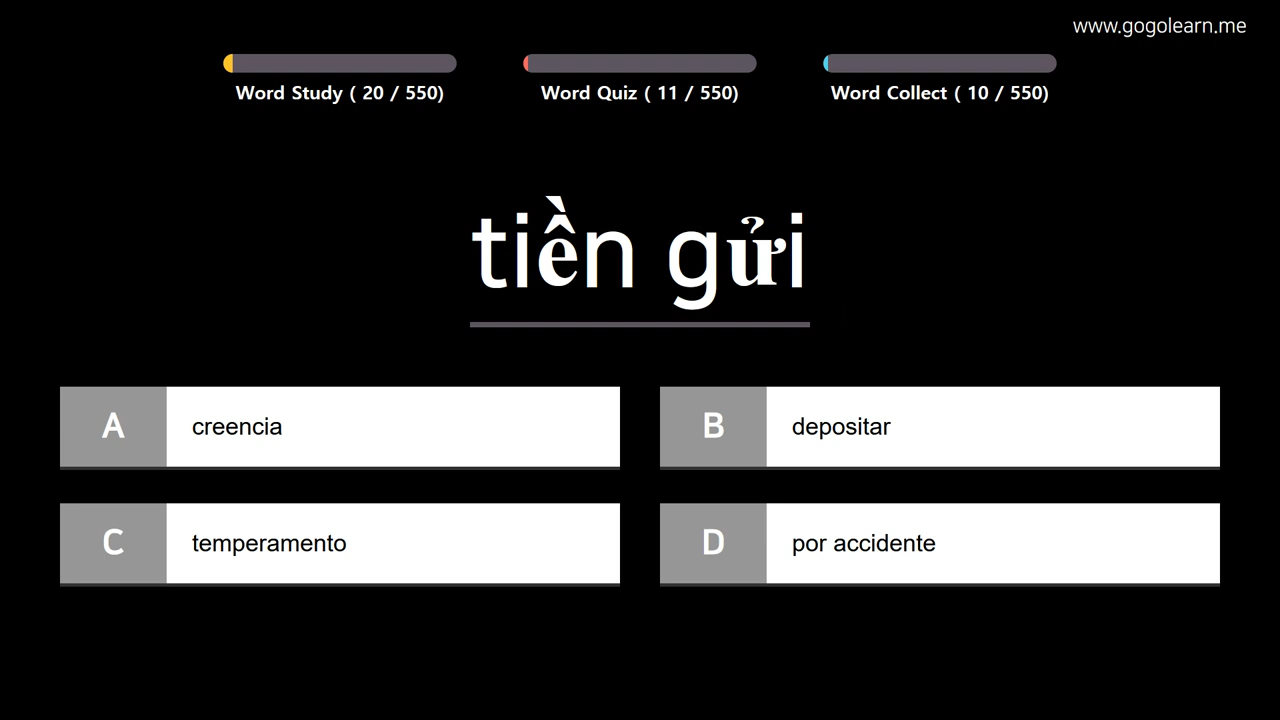 www.gogolearn.me
Word Study ( 20 / 550)
Word Quiz ( 11 / 550)
Word Collect ( 10 / 550)
tiền gửi
A creencia
B depositar
C temperamento
D por accidente